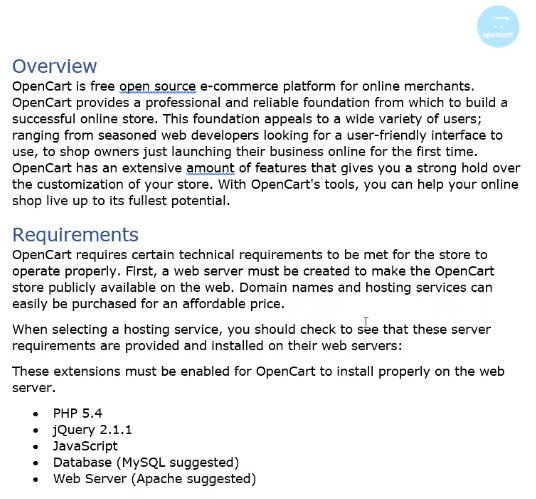 opencart
Overview
OpenCart is free open source e-commerce platform for online merchants.
OpenCart provides a professional and reliable foundation from which to build a
successful online store. This foundation appeals to a wide variety of users;
ranging from seasoned web developers looking for a user-friendly interface to
use, to shop owners just launching their business online for the first time.
OpenCart has an extensive amount of features that gives you a strong hold over
the customization of your store. With OpenCart's tools, you can help your online
shop live up to its fullest potential.
Requirements
OpenCart requires certain technical requirements to be met for the store to
operate properly. First, a web server must be created to make the OpenCart
store publicly available on the web. Domain names and hosting services can
easily be purchased for an affordable price.
When selecting a hosting service, you should check to see that these server
requirements are provided and installed on their web servers:
These extensions must be enabled for OpenCart to install properly on the web
server.
• PHP 5.4
• jQuery 2.1.1
• JavaScript
• Database (MySQL suggested)
• Web Server (Apache suggested)